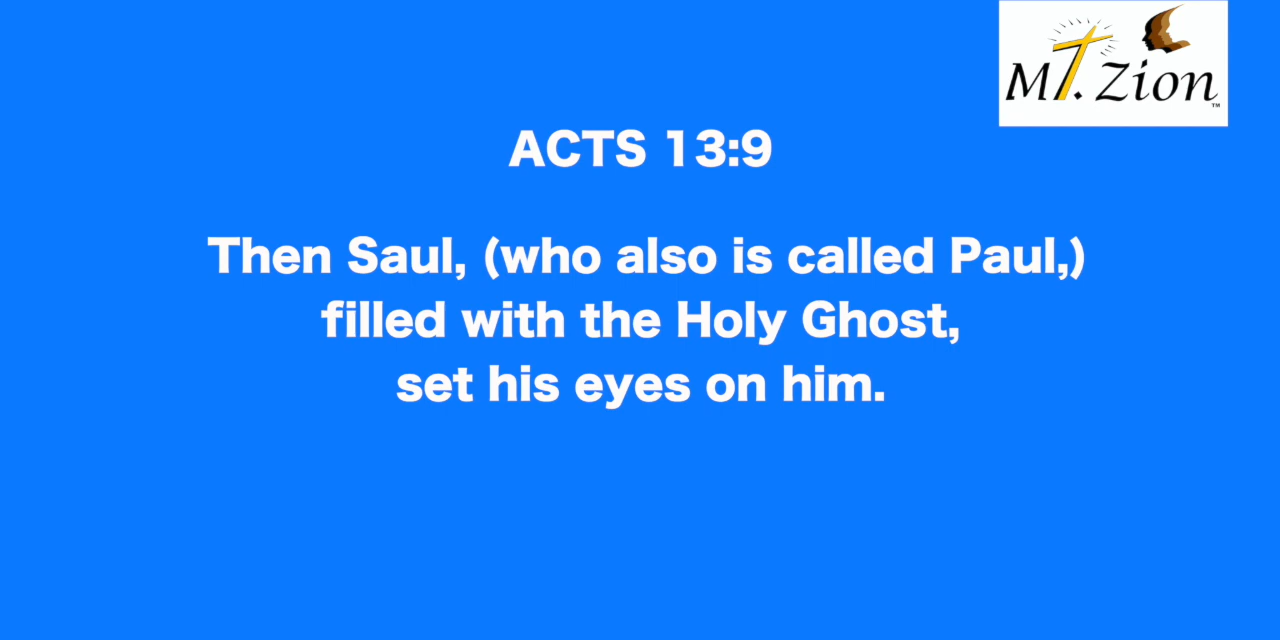 MT. Zion
TM
ACTS 13:9
Then Saul, (who also is called Paul,)
filled with the Holy Ghost,
set his eyes on him.